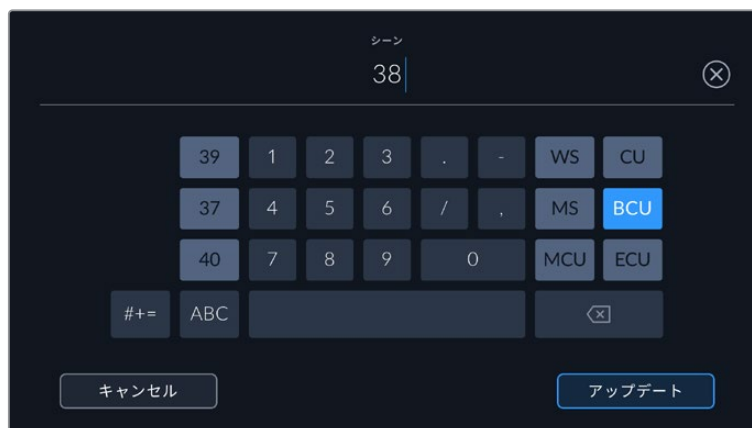 シーン
38
39 1 2 3 . - WS CU
37 4 5 6 / , MS BCU
40 7 8 9 0 MCU ECU
#+= ABC
キャンセル アップデート